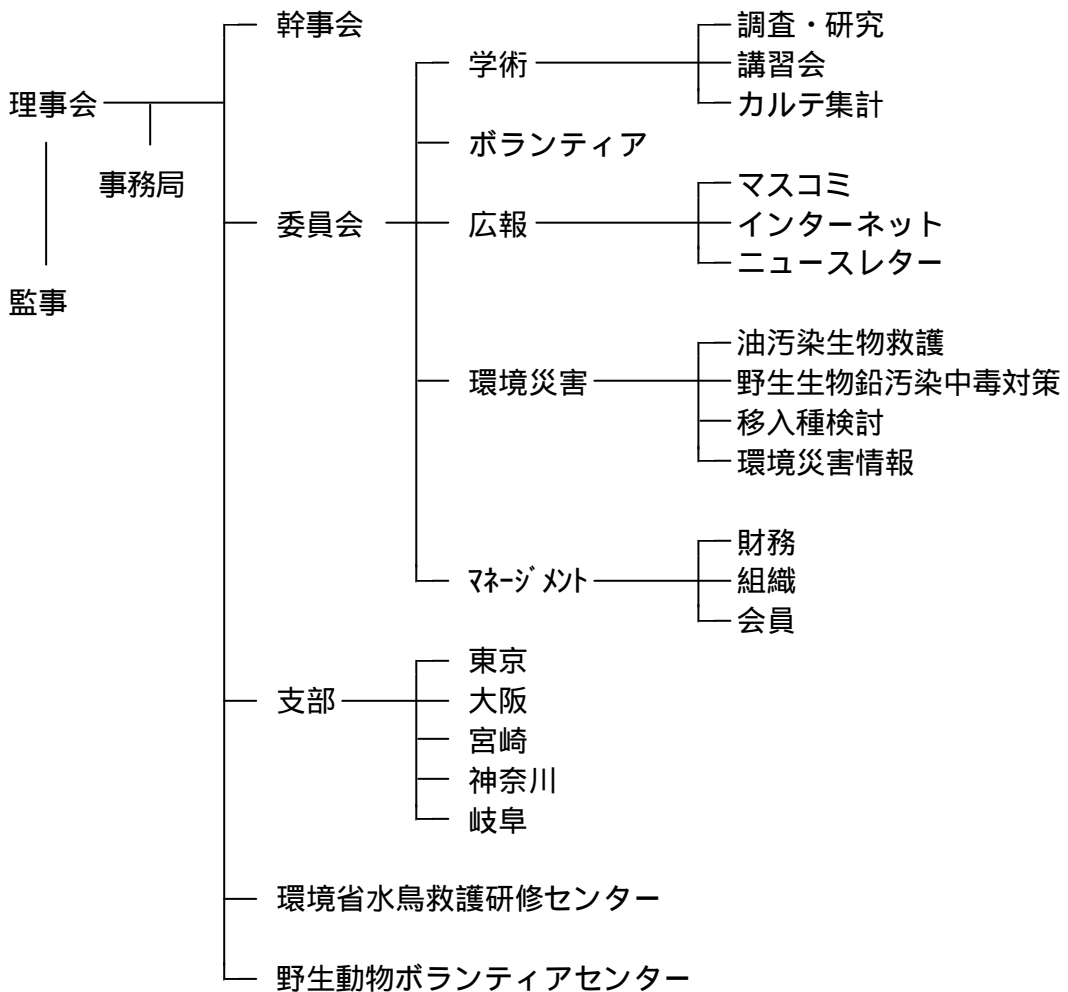 幹事会
調査・研究
学術
講習会
理事会
カルテ集計
ボランティア
事務局
マスコミ
委員会
広報
インターネット
ニュースレター
監事
油汚染生物救護
環境災害
野生生物鉛汚染中毒対策
移入種検討
環境災害情報
財務
ﾏﾈｰｼﾞﾒﾝﾄ
組織
会員
東京
支部
大阪
宮崎
神奈川
岐阜
環境省水鳥救護研修センター
野生動物ボランティアセンター